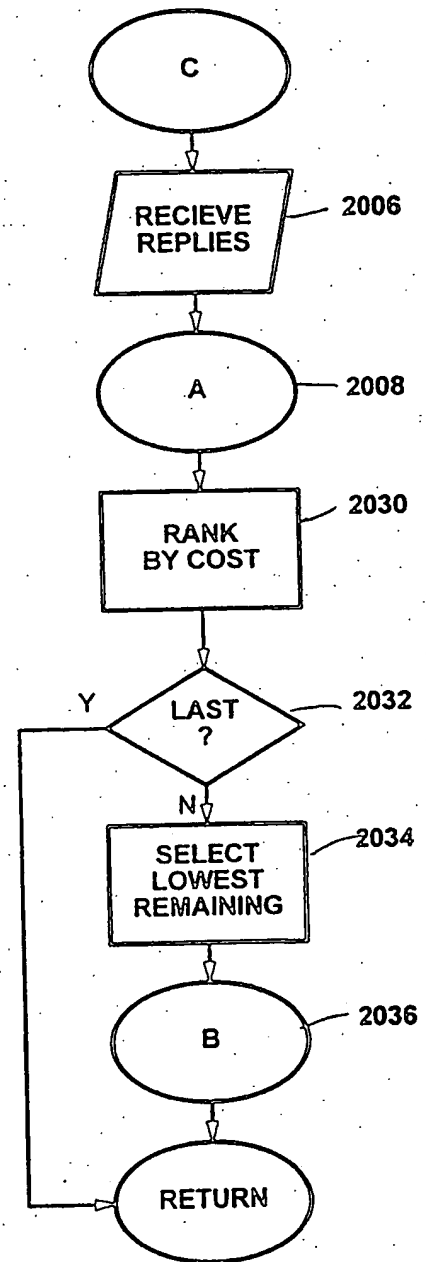 C
RECIEVE
REPLIES
2006
A
2008
RANK
BY COST
2030
LAST
?
2032
Y
N
SELECT
LOWEST
REMAINING
2034
B
2036
RETURN